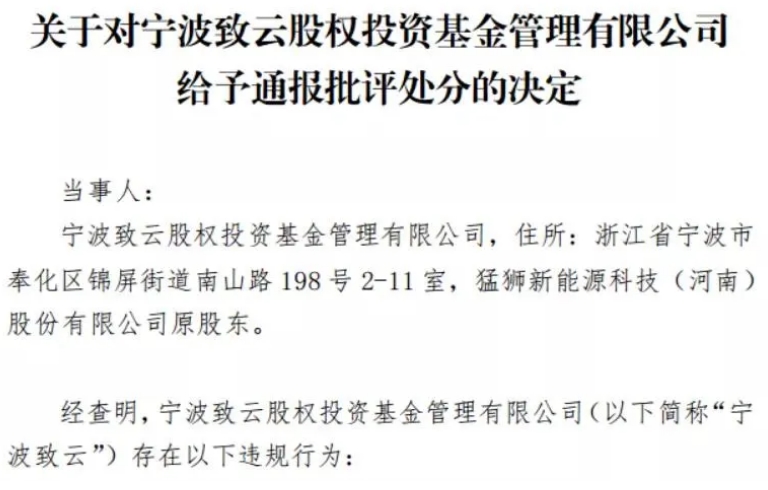 关于对宁波致云股权投资基金管理有限公司
给予通报批评处分的决定
当事人：
宁波致云股权投资基金管理有限公司，住所：浙江省宁波市
奉化区锦屏街道南山路 198 号 2-11 室，猛狮新能源科技（河南）
股份有限公司原股东。
经查明，宁波致云股权投资基金管理有限公司（以下简称“宁
波致云”）存在以下违规行为：